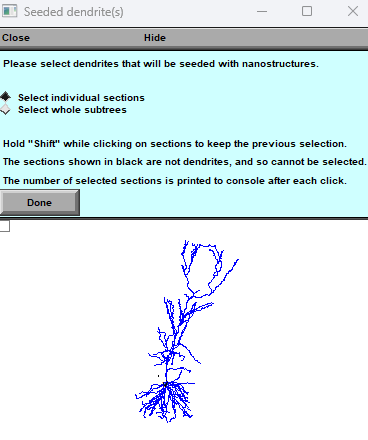 Seeded dendrite(s)
Close Hide
Please select dendrites that will be seeded with nanostructures.
Select individual sections
Select whole subtrees
Hold "Shift" while clicking on sections to keep the previous selection.
The sections shown in black are not dendrites, and so cannot be selected.
The number of selected sections is printed to console after each click.
Done